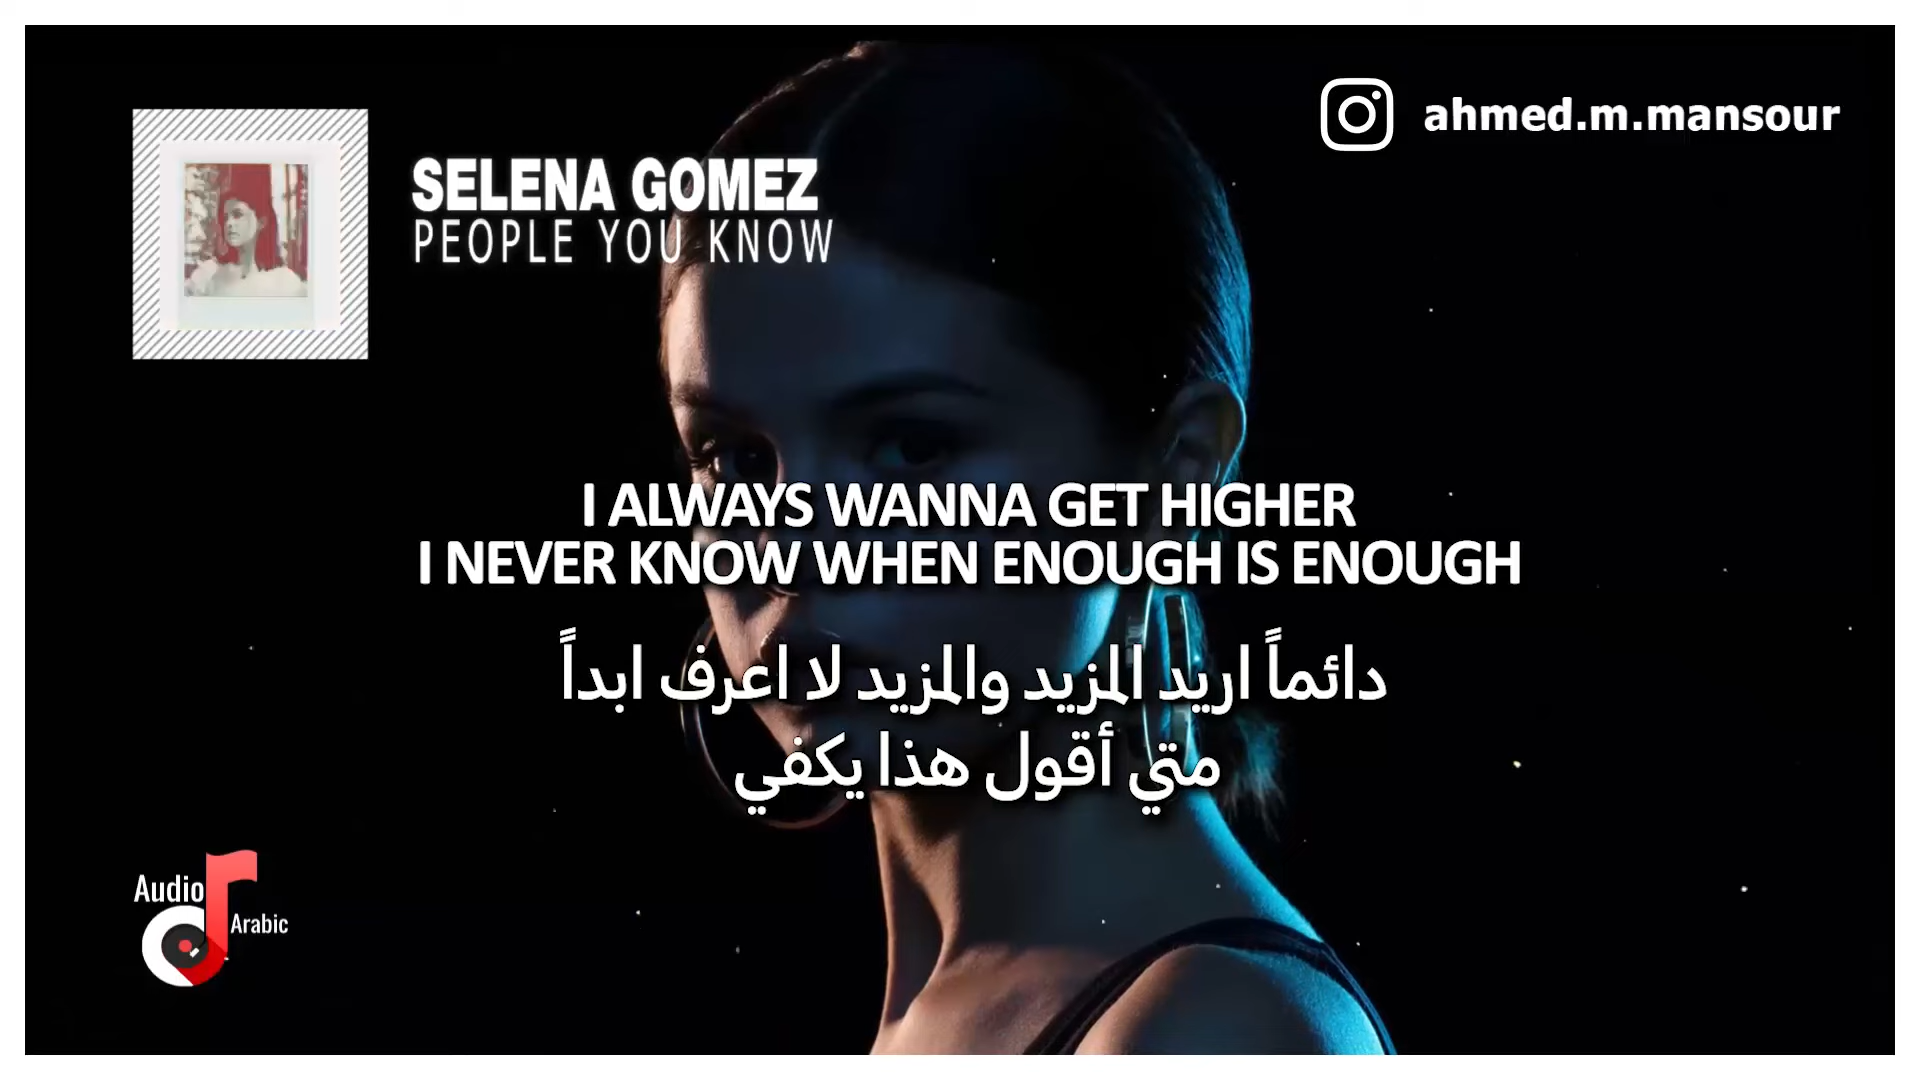 ahmed.m.mansour
SELENA GOMEZ
PEOPLE YOU KNOW
I ALWAYS WANNA GET HIGHER
I NEVER KNOW WHEN ENOUGH IS ENOUGH
دائماً اريد المزيد والمزيد لا اعرف ابداً
متي أقول هذا يكفي
Audio
Arabic